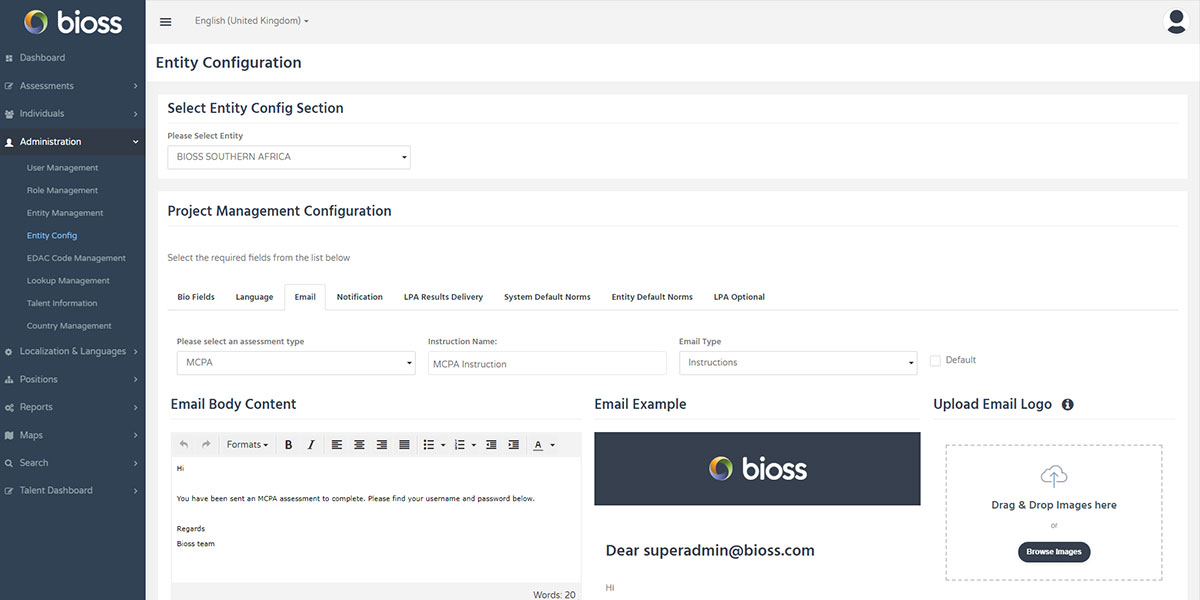 bioss
English (United Kingdom)
Dashboard
Assessments
Individuals
Administration
User Management
Role Management
Entity Management
Entity Config
EDAC Code Management
Lookup Management
Talent Information
Country Management
Localization & Languages
Positions
Reports
Maps
Search
Talent Dashboard
Entity Configuration
Select Entity Config Section
Please Select Entity
BIOSS SOUTHERN AFRICA
Project Management Configuration
Select the required fields from the list below
Bio Fields Language Email Notification LPA Results Delivery System Default Norms Entity Default Norms LPA Optional
Please select an assessment type Instruction Name: Email Type
MCPA MCPA Instruction Instructions Default
Email Body Content
Formats B I A
Hi
You have been sent an MCPA assessment to complete. Please find your username and password below.
Regards
Bioss team
Words: 20
Email Example
bioss
Dear superadmin@bioss.com
Hi
Upload Email Logo i
Drag & Drop Images here
or
Browse Images